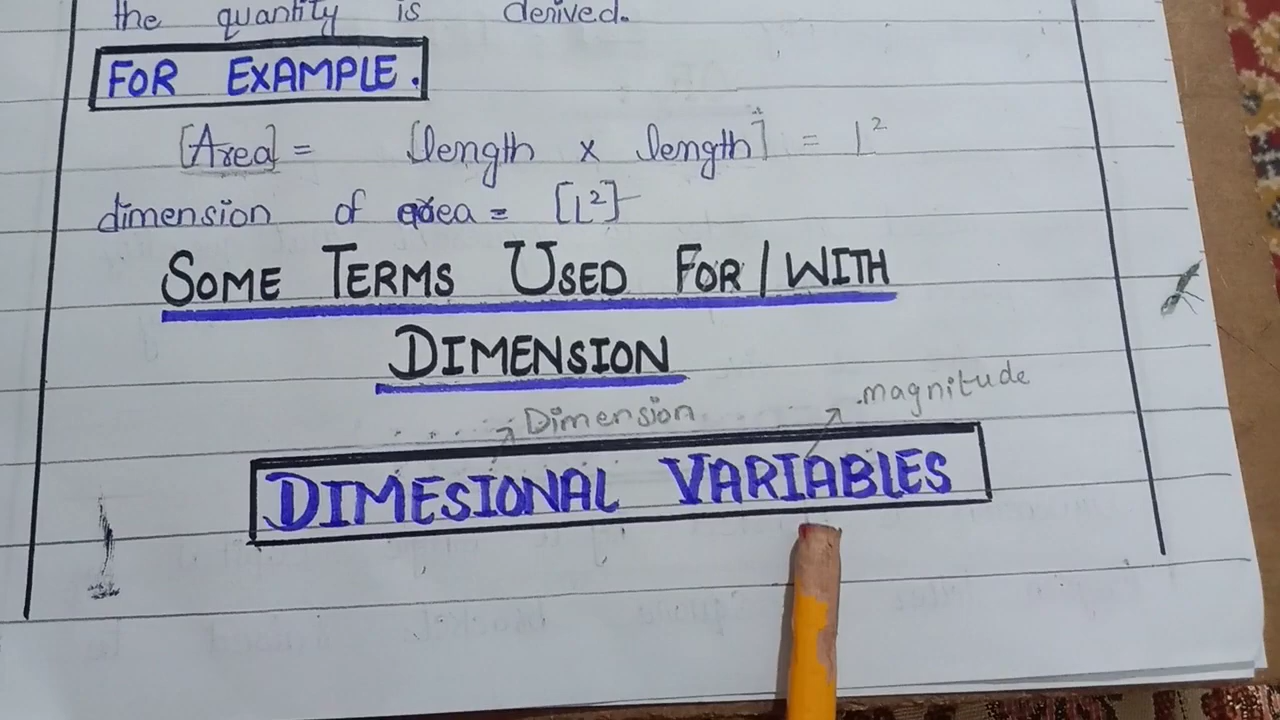 the quantity is derived.
FOR EXAMPLE.
[Area] = [length x length] = l²
dimension of area = [L²]
SOME TERMS USED FOR/WITH
DIMENSION
Dimension magnitude
DIMESIONAL VARIABLES